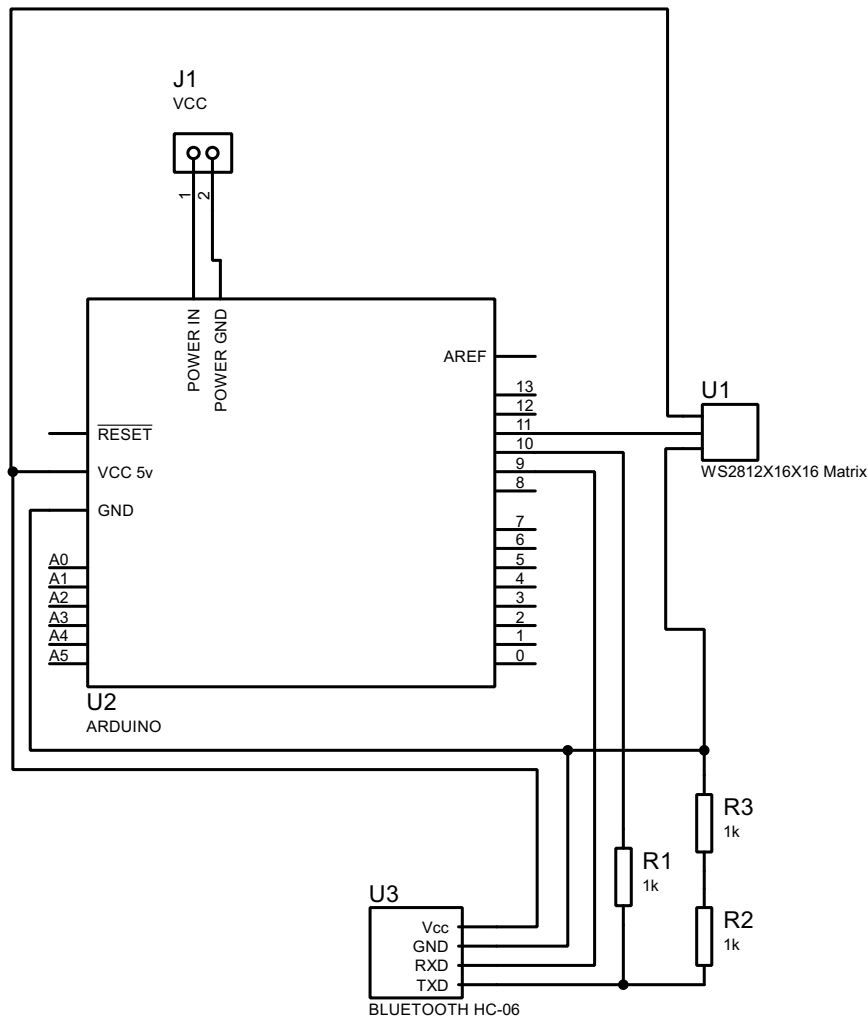 J1
VCC
1
2
POWER IN
POWER GND
AREF
13
12
11
10
9
8
7
6
5
4
3
2
1
0
RESET
VCC 5v
GND
A0
A1
A2
A3
A4
A5
U2
ARDUINO
U1
WS2812X16X16 Matrix
R3
1k
R1
1k
R2
1k
U3
Vcc
GND
RXD
TXD
BLUETOOTH HC-06